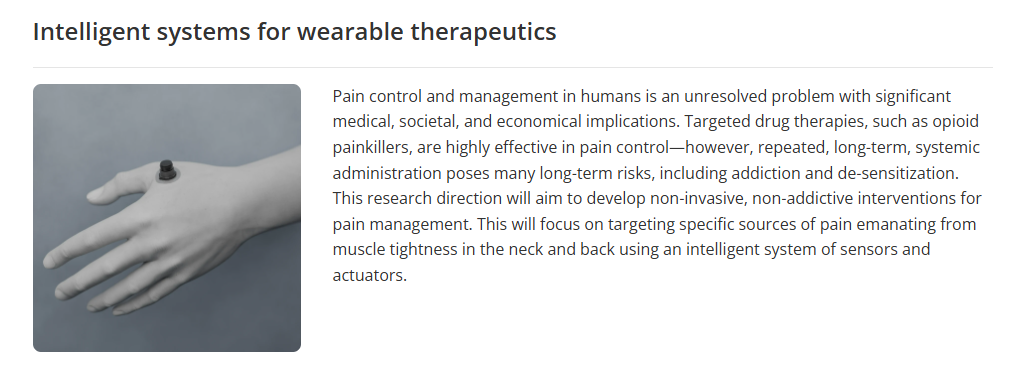 Intelligent systems for wearable therapeutics
Pain control and management in humans is an unresolved problem with significant
medical, societal, and economical implications. Targeted drug therapies, such as opioid
painkillers, are highly effective in pain control—however, repeated, long-term, systemic
administration poses many long-term risks, including addiction and de-sensitization.
This research direction will aim to develop non-invasive, non-addictive interventions for
pain management. This will focus on targeting specific sources of pain emanating from
muscle tightness in the neck and back using an intelligent system of sensors and
actuators.